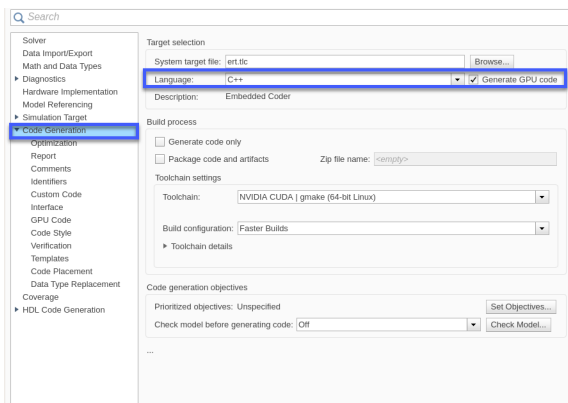 Search
Solver
Data Import/Export
Math and Data Types
Diagnostics
Hardware Implementation
Model Referencing
Simulation Target
Code Generation
Optimization
Report
Comments
Identifiers
Custom Code
Interface
GPU Code
Code Style
Verification
Templates
Code Placement
Data Type Replacement
Coverage
HDL Code Generation
Target selection
System target file: ert.tlc Browse...
Language: C++ Generate GPU code
Description: Embedded Coder
Build process
Generate code only
Package code and artifacts Zip file name: <empty>
Toolchain settings
Toolchain: NVIDIA CUDA | gmake (64-bit Linux)
Build configuration: Faster Builds
Toolchain details
Code generation objectives
Prioritized objectives: Unspecified Set Objectives...
Check model before generating code: Off Check Model...
...